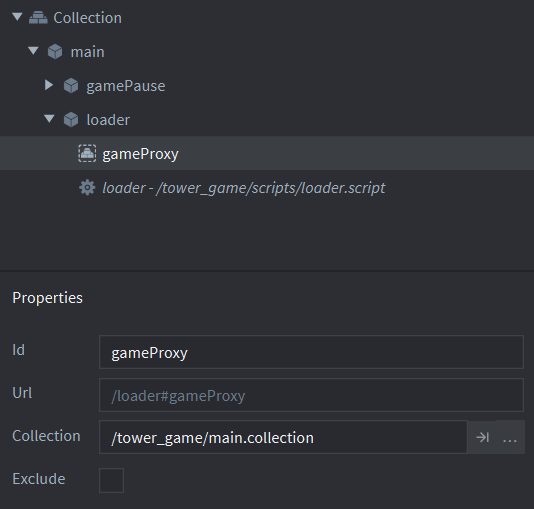 Collection
main
gamePause
loader
gameProxy
loader - /tower_game/scripts/loader.script
Properties
Id
gameProxy
Url
/loader#gameProxy
Collection
/tower_game/main.collection
...
Exclude